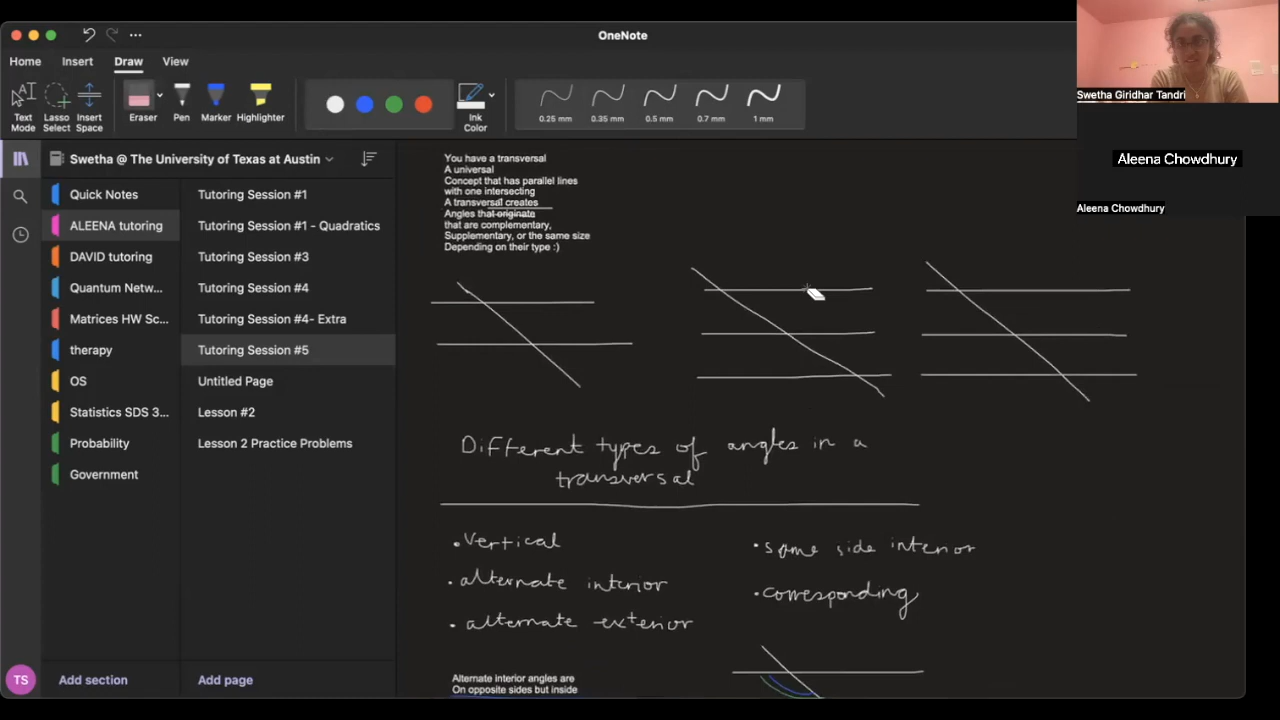 OneNote
Home Insert Draw View
Text Mode
Lasso Select
Insert Space
Eraser
Pen
Marker
Highlighter
Ink Color
0.25 mm 0.35 mm 0.5 mm 0.7 mm 1 mm
Swetha Giridhar Tandri
Aleena Chowdhury
Aleena Chowdhury
Swetha @ The University of Texas at Austin
Quick Notes
ALEENA tutoring
DAVID tutoring
Quantum Netw...
Matrices HW Sc...
therapy
OS
Statistics SDS 3...
Probability
Government
Tutoring Session #1
Tutoring Session #1 - Quadratics
Tutoring Session #3
Tutoring Session #4
Tutoring Session #4- Extra
Tutoring Session #5
Untitled Page
Lesson #2
Lesson 2 Practice Problems
TS
Add section
Add page
You have a transversal
A universal
Concept that has parallel lines
with one intersecting
A transversal creates
Angles that originate
that are complementary,
Supplementary, or the same size
Depending on their type :)
Different types of angles in a
transversal
• Vertical
• alternate interior
• alternate exterior
• same side interior
• corresponding
Alternate interior angles are
On opposite sides but inside